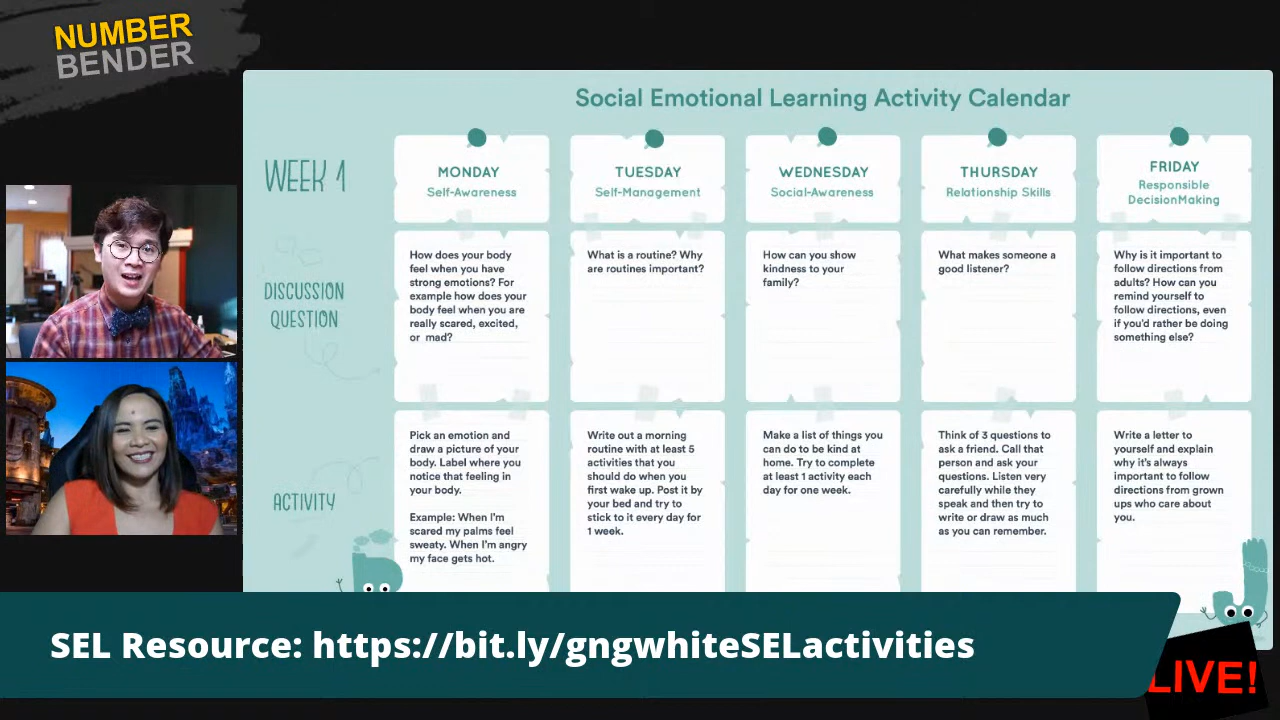 NUMBER
BENDER
Social Emotional Learning Activity Calendar
WEEK 1
MONDAY
Self-Awareness
TUESDAY
Self-Management
WEDNESDAY
Social-Awareness
THURSDAY
Relationship Skills
FRIDAY
Responsible
DecisionMaking
DISCUSSION
QUESTION
How does your body
feel when you have
strong emotions? For
example how does your
body feel when you are
really scared, excited,
or mad?
What is a routine? Why
are routines important?
How can you show
kindness to your
family?
What makes someone a
good listener?
Why is it important to
follow directions from
adults? How can you
remind yourself to
follow directions, even
if you'd rather be doing
something else?
ACTIVITY
Pick an emotion and
draw a picture of your
body. Label where you
notice that feeling in
your body.
Example: When I'm
scared my palms feel
sweaty. When I'm angry
my face gets hot.
Write out a morning
routine with at least 5
activities that you
should do when you
first wake up. Post it by
your bed and try to
stick to it every day for
1 week.
Make a list of things you
can do to be kind at
home. Try to complete
at least 1 activity each
day for one week.
Think of 3 questions to
ask a friend. Call that
person and ask your
questions. Listen very
carefully while they
speak and then try to
write or draw as much
as you can remember.
Write a letter to
yourself and explain
why it's always
important to follow
directions from grown
ups who care about
you.
SEL Resource: https://bit.ly/gngwhiteSELactivities
LIVE!